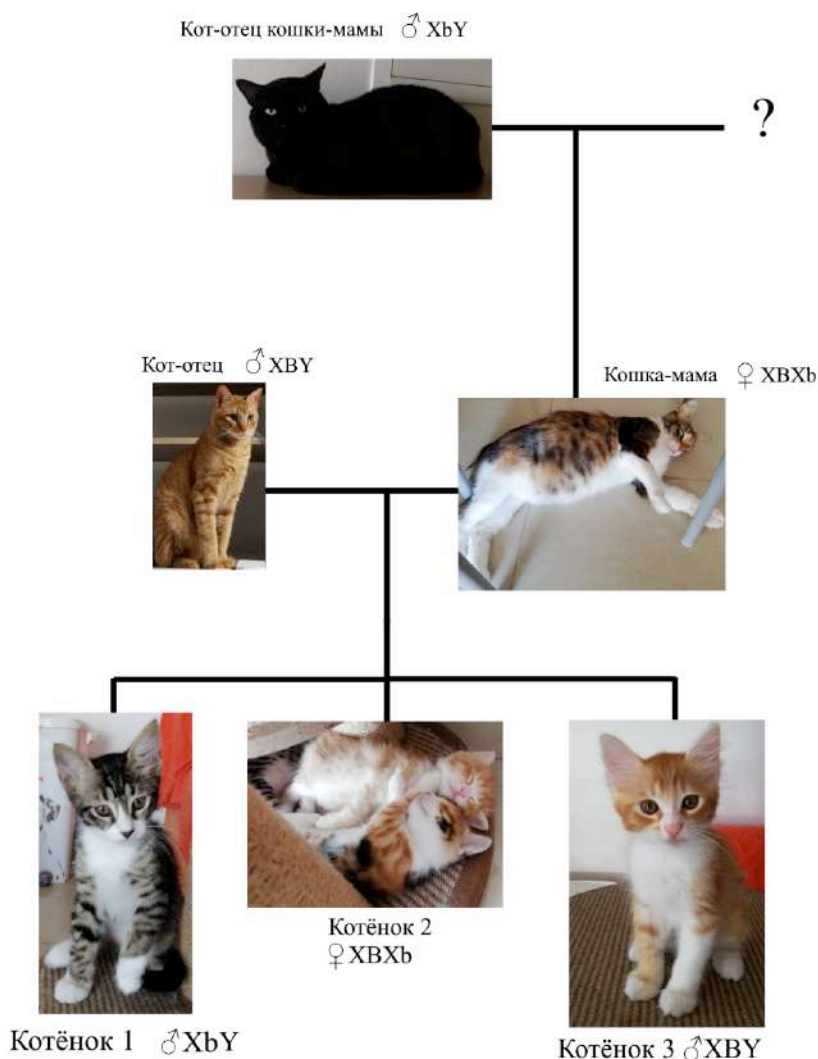 Кот-отец кошки-мамы ♂ XbY
?
Кот-отец ♂ XBY
Кошка-мама ♀ XBXb
Котёнок 2
♀ XBXb
Котёнок 1 ♂XbY
Котёнок 3 ♂XBY